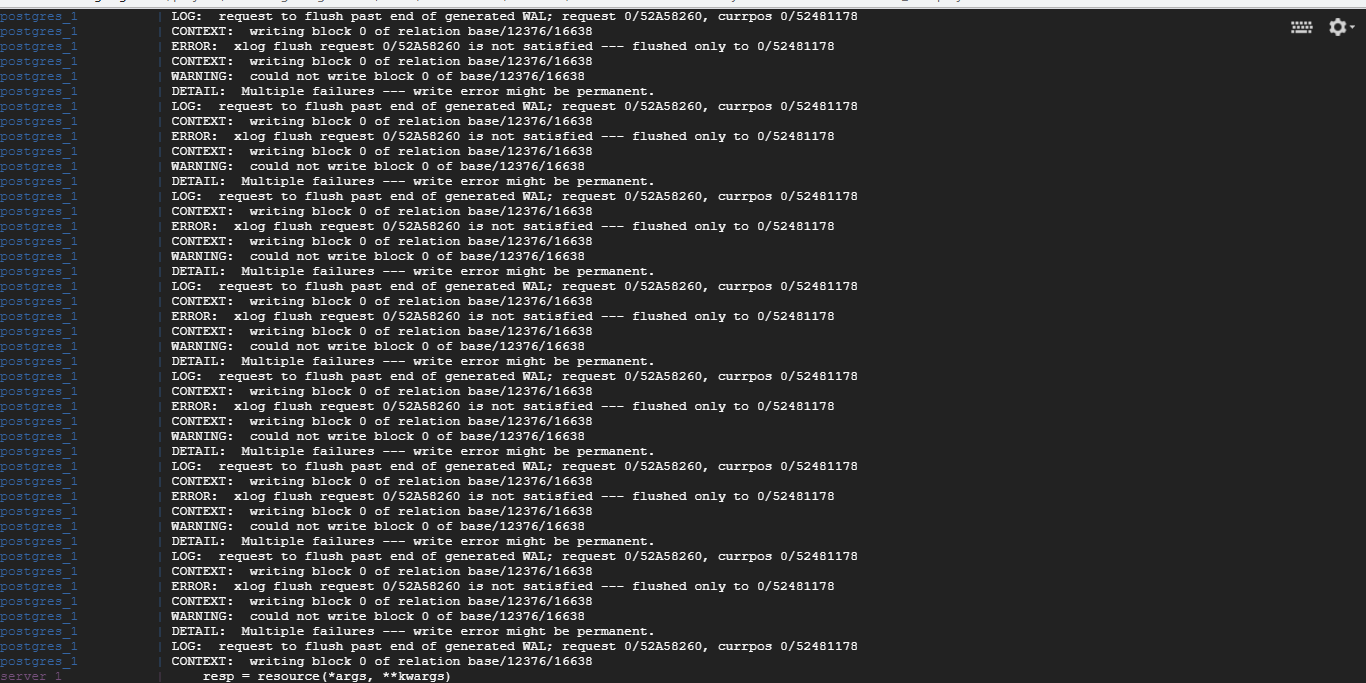 postgres_1 | LOG:  request to flush past end of generated WAL; request 0/52A58260, currpos 0/52481178
postgres_1 | CONTEXT:  writing block 0 of relation base/12376/16638
postgres_1 | ERROR:  xlog flush request 0/52A58260 is not satisfied --- flushed only to 0/52481178
postgres_1 | CONTEXT:  writing block 0 of relation base/12376/16638
postgres_1 | WARNING:  could not write block 0 of base/12376/16638
postgres_1 | DETAIL:  Multiple failures --- write error might be permanent.
postgres_1 | LOG:  request to flush past end of generated WAL; request 0/52A58260, currpos 0/52481178
postgres_1 | CONTEXT:  writing block 0 of relation base/12376/16638
postgres_1 | ERROR:  xlog flush request 0/52A58260 is not satisfied --- flushed only to 0/52481178
postgres_1 | CONTEXT:  writing block 0 of relation base/12376/16638
postgres_1 | WARNING:  could not write block 0 of base/12376/16638
postgres_1 | DETAIL:  Multiple failures --- write error might be permanent.
postgres_1 | LOG:  request to flush past end of generated WAL; request 0/52A58260, currpos 0/52481178
postgres_1 | CONTEXT:  writing block 0 of relation base/12376/16638
postgres_1 | ERROR:  xlog flush request 0/52A58260 is not satisfied --- flushed only to 0/52481178
postgres_1 | CONTEXT:  writing block 0 of relation base/12376/16638
postgres_1 | WARNING:  could not write block 0 of base/12376/16638
postgres_1 | DETAIL:  Multiple failures --- write error might be permanent.
postgres_1 | LOG:  request to flush past end of generated WAL; request 0/52A58260, currpos 0/52481178
postgres_1 | CONTEXT:  writing block 0 of relation base/12376/16638
postgres_1 | ERROR:  xlog flush request 0/52A58260 is not satisfied --- flushed only to 0/52481178
postgres_1 | CONTEXT:  writing block 0 of relation base/12376/16638
postgres_1 | WARNING:  could not write block 0 of base/12376/16638
postgres_1 | DETAIL:  Multiple failures --- write error might be permanent.
postgres_1 | LOG:  request to flush past end of generated WAL; request 0/52A58260, currpos 0/52481178
postgres_1 | CONTEXT:  writing block 0 of relation base/12376/16638
postgres_1 | ERROR:  xlog flush request 0/52A58260 is not satisfied --- flushed only to 0/52481178
postgres_1 | CONTEXT:  writing block 0 of relation base/12376/16638
postgres_1 | WARNING:  could not write block 0 of base/12376/16638
postgres_1 | DETAIL:  Multiple failures --- write error might be permanent.
postgres_1 | LOG:  request to flush past end of generated WAL; request 0/52A58260, currpos 0/52481178
postgres_1 | CONTEXT:  writing block 0 of relation base/12376/16638
postgres_1 | ERROR:  xlog flush request 0/52A58260 is not satisfied --- flushed only to 0/52481178
postgres_1 | CONTEXT:  writing block 0 of relation base/12376/16638
postgres_1 | WARNING:  could not write block 0 of base/12376/16638
postgres_1 | DETAIL:  Multiple failures --- write error might be permanent.
postgres_1 | LOG:  request to flush past end of generated WAL; request 0/52A58260, currpos 0/52481178
postgres_1 | CONTEXT:  writing block 0 of relation base/12376/16638
postgres_1 | ERROR:  xlog flush request 0/52A58260 is not satisfied --- flushed only to 0/52481178
postgres_1 | CONTEXT:  writing block 0 of relation base/12376/16638
postgres_1 | WARNING:  could not write block 0 of base/12376/16638
postgres_1 | DETAIL:  Multiple failures --- write error might be permanent.
postgres_1 | LOG:  request to flush past end of generated WAL; request 0/52A58260, currpos 0/52481178
postgres_1 | CONTEXT:  writing block 0 of relation base/12376/16638
server_1 |     resp = resource(*args, **kwargs)